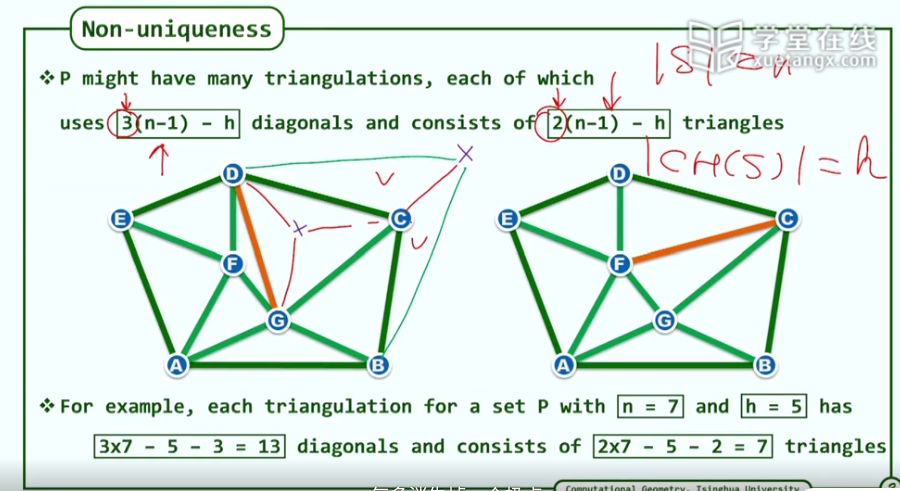 Non-uniqueness
学堂在线
xuetangx.com
|S| = n
❖P might have many triangulations, each of which
uses 3(n-1) - h diagonals and consists of 2(n-1) - h triangles
|CH(S)| = h
X
D
C
E
X
F
G
A
B
D
C
E
F
G
A
B
❖For example, each triangulation for a set P with n = 7 and h = 5 has
3x7 - 5 - 3 = 13 diagonals and consists of 2x7 - 5 - 2 = 7 triangles
Computational Geometry, Tsinghua University